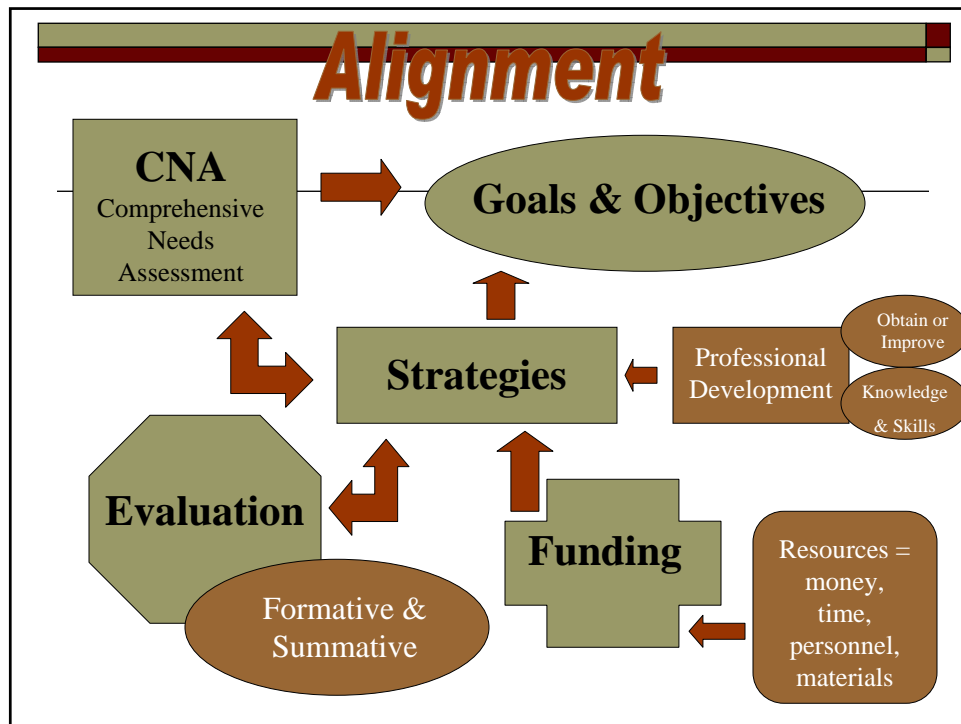 Alignment
CNA
Comprehensive
Needs
Assessment
Goals & Objectives
Strategies
Professional
Development
Obtain or
Improve
Knowledge
& Skills
Evaluation
Formative &
Summative
Funding
Resources =
money,
time,
personnel,
materials